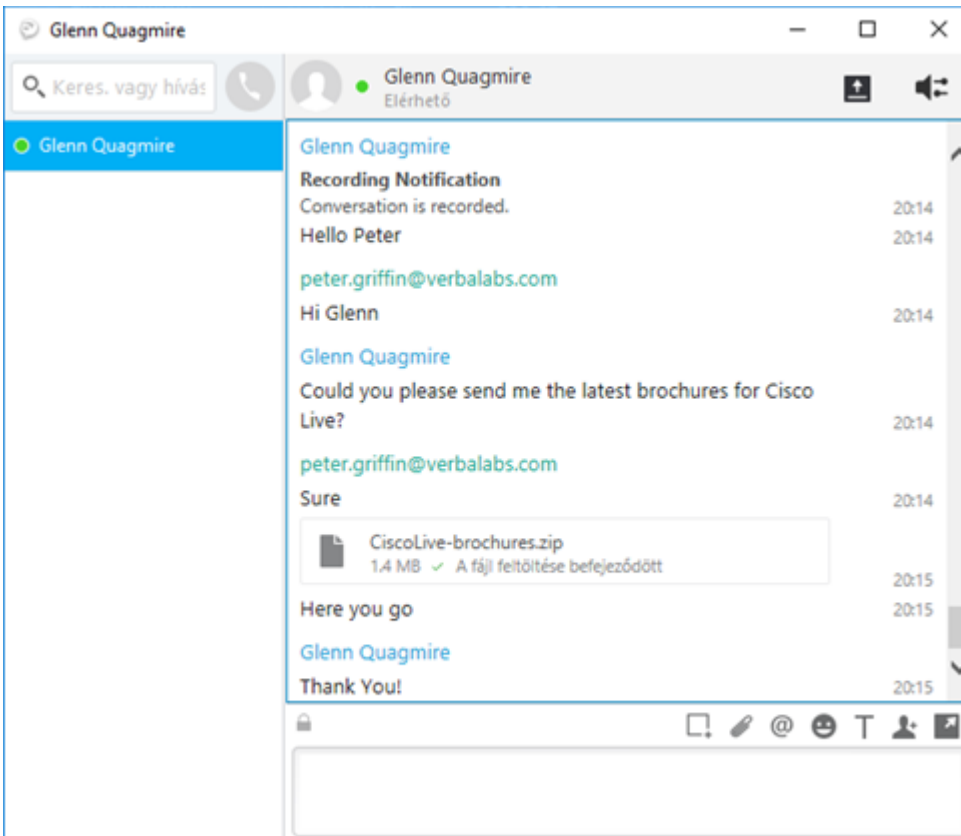 Glenn Quagmire
Keres. vagy hívás
Glenn Quagmire
Elérhető
Glenn Quagmire
Glenn Quagmire
Recording Notification
Conversation is recorded. 20:14
Hello Peter 20:14
peter.griffin@verbalabs.com
Hi Glenn 20:14
Glenn Quagmire
Could you please send me the latest brochures for Cisco
Live? 20:14
peter.griffin@verbalabs.com
Sure 20:14
CiscoLive-brochures.zip
1.4 MB ✓ A fájl feltöltése befejeződött
20:15
Here you go 20:15
Glenn Quagmire
Thank You! 20:15